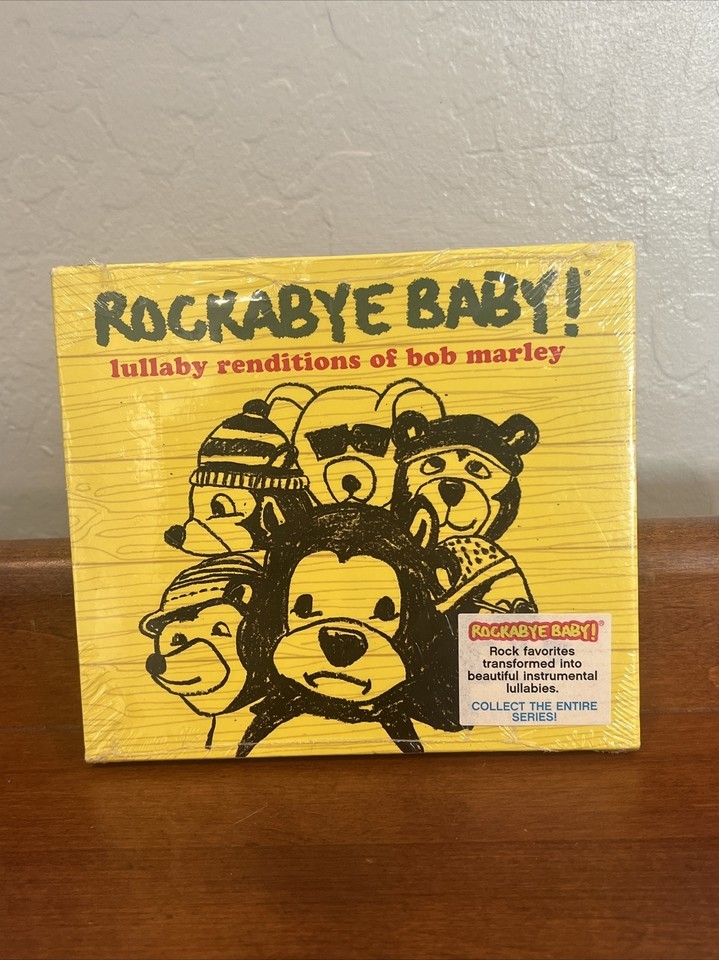 ROCKABYE BABY!
lullaby renditions of bob marley
ROCKABYE BABY!®
Rock favorites
transformed into
beautiful instrumental
lullabies.
COLLECT THE ENTIRE
SERIES!